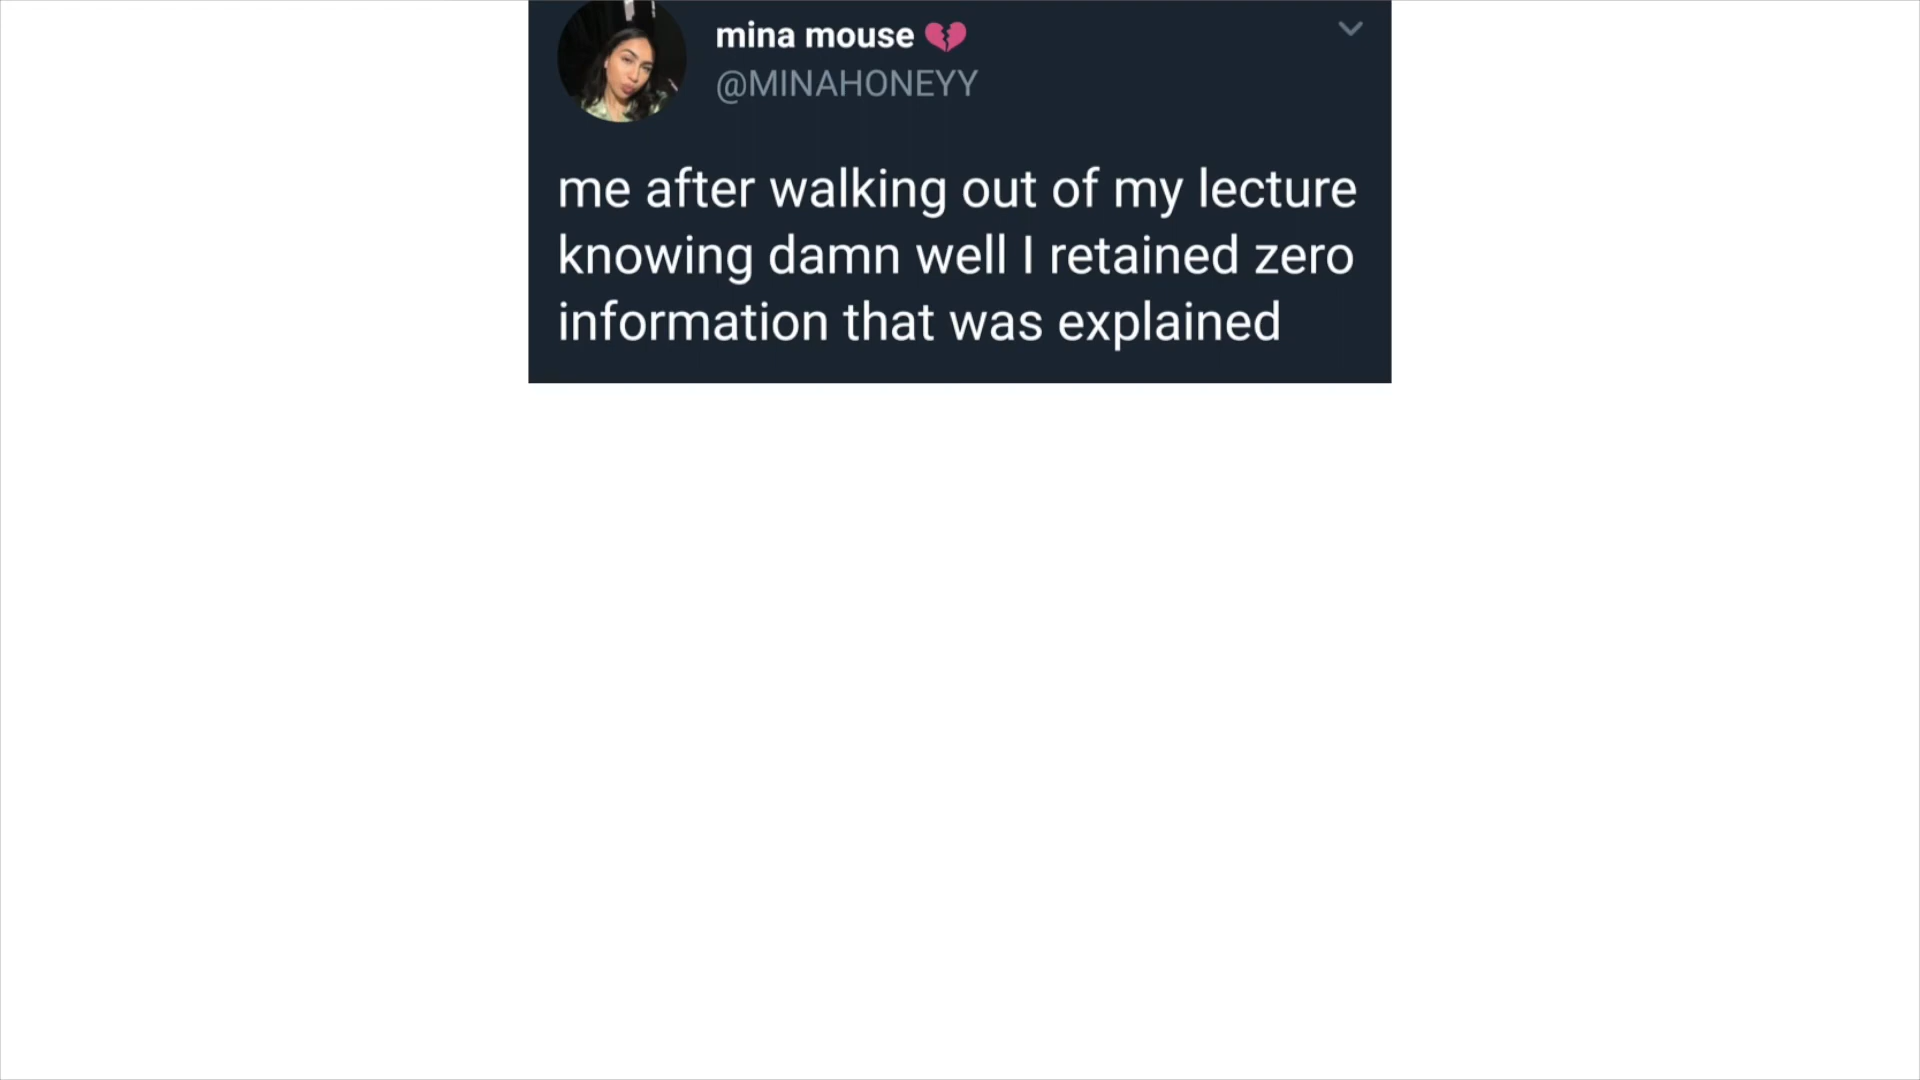 mina mouse 💔
@MINAHONEYY
me after walking out of my lecture
knowing damn well I retained zero
information that was explained